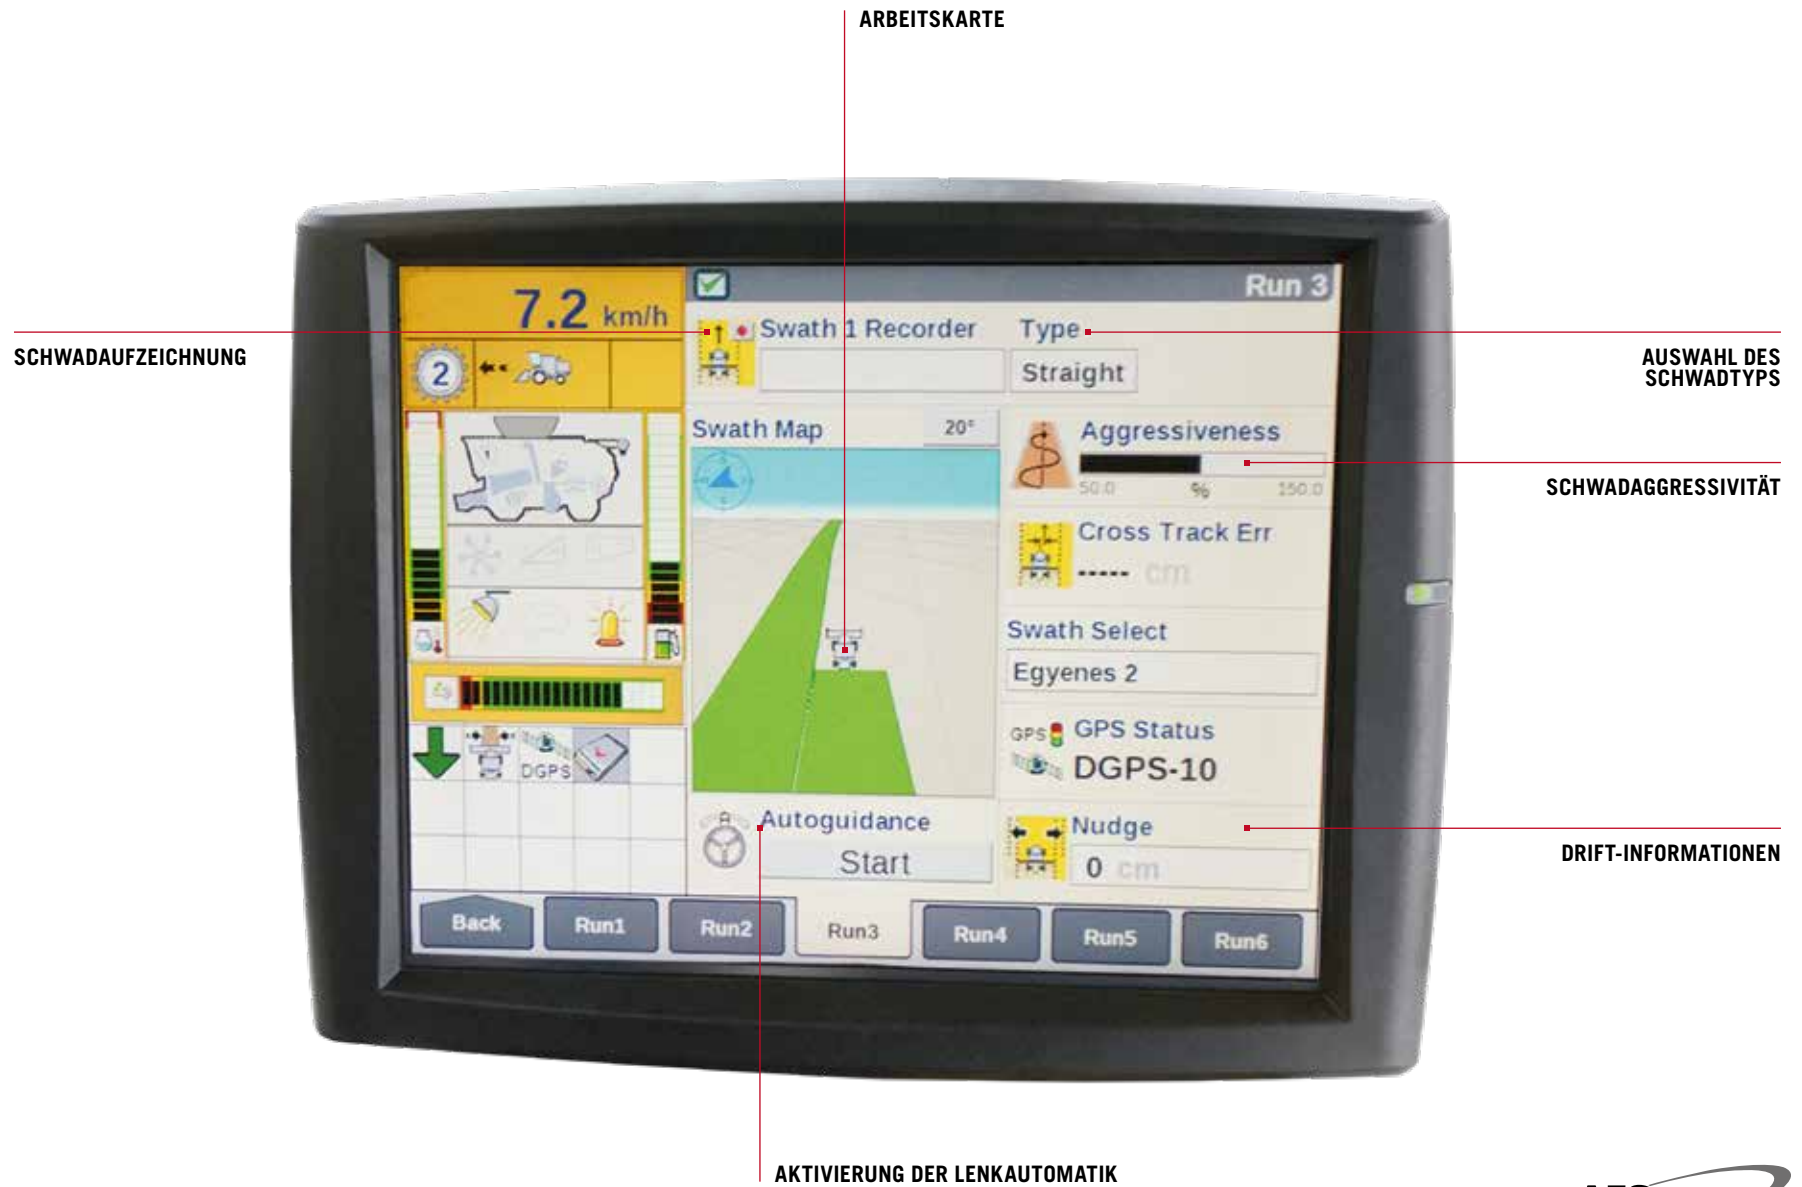 ARBEITSKARTE
7.2 km/h
Run 3
SCHWADAUFZEICHNUNG
Swath 1 Recorder
Type
AUSWAHL DES
SCHWADTYPS
2
Straight
Swath Map
20°
Aggressiveness
50.0 % 150.0
SCHWADAGGRESSIVITÄT
Cross Track Err
----- cm
Swath Select
Egyenes 2
GPS
GPS Status
DGPS
DGPS-10
Autoguidance
Start
Nudge
0 cm
DRIFT-INFORMATIONEN
Back
Run1
Run2
Run3
Run4
Run5
Run6
AKTIVIERUNG DER LENKAUTOMATIK